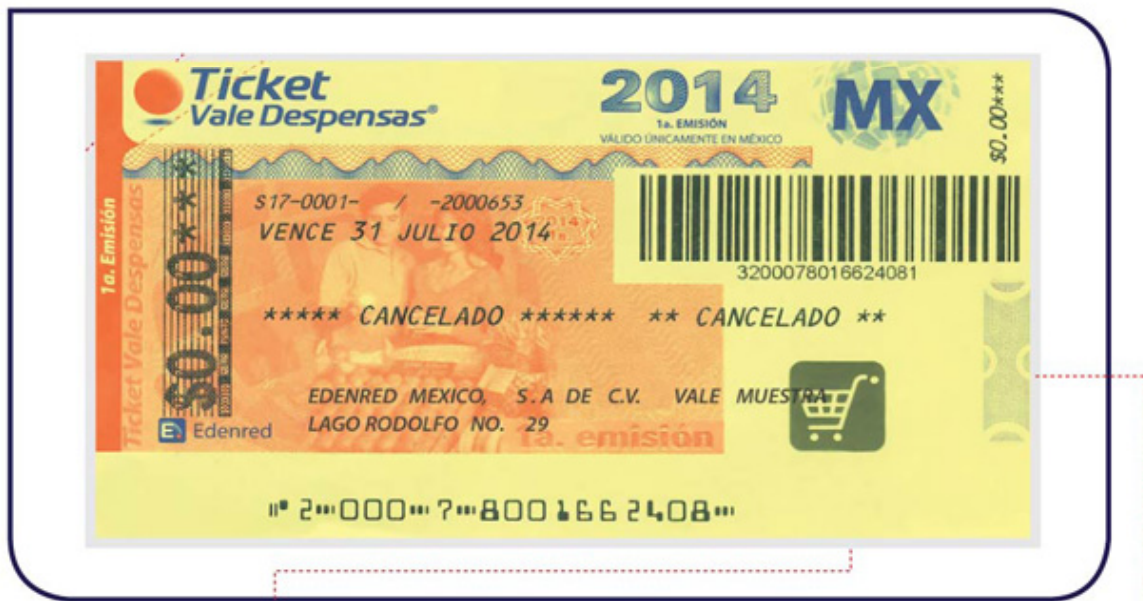 Ticket
Vale Despensas®
2014
1a. EMISIÓN
VÁLIDO ÚNICAMENTE EN MÉXICO
MX
$0.00***
1a. Emisión
Ticket Vale Despensas
$0.00*****
S17-0001- / -2000653
VENCE 31 JULIO 2014
2014
3200078016624081
***** CANCELADO ****** ** CANCELADO **
EDENRED MEXICO, S.A DE C.V. VALE MUESTRA
LAGO RODOLFO NO. 29
Edenred
1a. emisión
2 000 7 8001662408